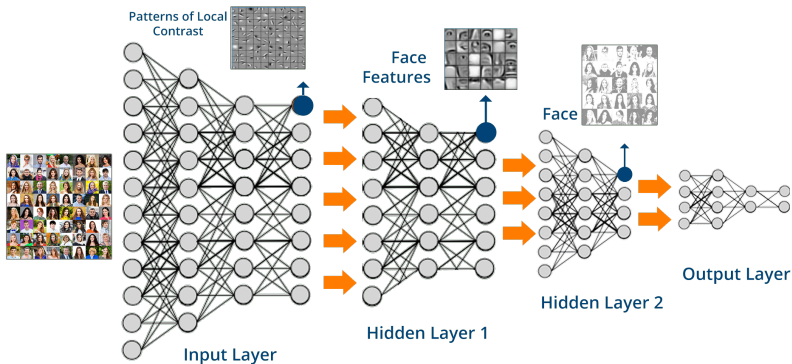 Patterns of Local
Contrast
Face
Features
Face
Input Layer
Hidden Layer 1
Hidden Layer 2
Output Layer